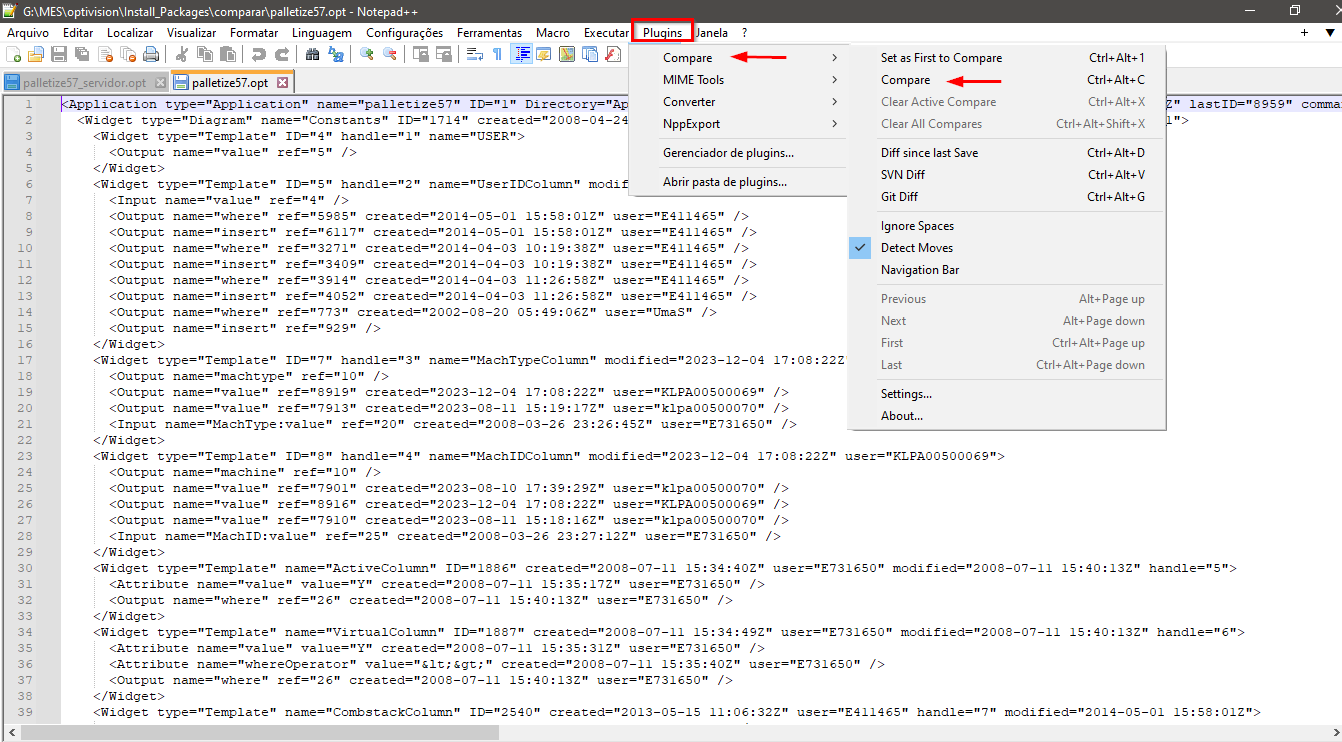 G:\MES\optivision\Install_Packages\comparar\palletize57.opt - Notepad++
Arquivo Editar Localizar Visualizar Formatar Linguagem Configurações Ferramentas Macro Executar Plugins Janela ?
palletize57_servidor.opt palletize57.opt
Compare
MIME Tools
Converter
NppExport
Gerenciador de plugins...
Abrir pasta de plugins...
Set as First to Compare Ctrl+Alt+1
Compare Ctrl+Alt+C
Clear Active Compare Ctrl+Alt+X
Clear All Compares Ctrl+Alt+Shift+X
Diff since last Save Ctrl+Alt+D
SVN Diff Ctrl+Alt+V
Git Diff Ctrl+Alt+G
Ignore Spaces
Detect Moves
Navigation Bar
Previous Alt+Page up
Next Alt+Page down
First Ctrl+Alt+Page up
Last Ctrl+Alt+Page down
Settings...
About...
1 <Application type="Application" name="palletize57" ID="1" Directory="Ap Z" lastID="8959" comma
2 <Widget type="Diagram" name="Constants" ID="1714" created="2008-04-24 1">
3 <Widget type="Template" ID="4" handle="1" name="USER">
4 <Output name="value" ref="5" />
5 </Widget>
6 <Widget type="Template" ID="5" handle="2" name="UserIDColumn" modif
7 <Input name="value" ref="4" />
8 <Output name="where" ref="5985" created="2014-05-01 15:58:01Z" user="E411465" />
9 <Output name="insert" ref="6117" created="2014-05-01 15:58:01Z" user="E411465" />
10 <Output name="where" ref="3271" created="2014-04-03 10:19:38Z" user="E411465" />
11 <Output name="insert" ref="3409" created="2014-04-03 10:19:38Z" user="E411465" />
12 <Output name="where" ref="3914" created="2014-04-03 11:26:58Z" user="E411465" />
13 <Output name="insert" ref="4052" created="2014-04-03 11:26:58Z" user="E411465" />
14 <Output name="where" ref="773" created="2002-08-20 05:49:06Z" user="UmaS" />
15 <Output name="insert" ref="929" />
16 </Widget>
17 <Widget type="Template" ID="7" handle="3" name="MachTypeColumn" modified="2023-12-04 17:08:22Z"
18 <Output name="machtype" ref="10" />
19 <Output name="value" ref="8919" created="2023-12-04 17:08:22Z" user="KLPA00500069" />
20 <Output name="value" ref="7913" created="2023-08-11 15:19:17Z" user="klpa00500070" />
21 <Input name="MachType:value" ref="20" created="2008-03-26 23:26:45Z" user="E731650" />
22 </Widget>
23 <Widget type="Template" ID="8" handle="4" name="MachIDColumn" modified="2023-12-04 17:08:22Z" user="KLPA00500069">
24 <Output name="machine" ref="10" />
25 <Output name="value" ref="7901" created="2023-08-10 17:39:29Z" user="klpa00500070" />
26 <Output name="value" ref="8916" created="2023-12-04 17:08:22Z" user="KLPA00500069" />
27 <Output name="value" ref="7910" created="2023-08-11 15:18:16Z" user="klpa00500070" />
28 <Input name="MachID:value" ref="25" created="2008-03-26 23:27:12Z" user="E731650" />
29 </Widget>
30 <Widget type="Template" name="ActiveColumn" ID="1886" created="2008-07-11 15:34:40Z" user="E731650" modified="2008-07-11 15:40:13Z" handle="5">
31 <Attribute name="value" value="Y" created="2008-07-11 15:35:17Z" user="E731650" />
32 <Output name="where" ref="26" created="2008-07-11 15:40:13Z" user="E731650" />
33 </Widget>
34 <Widget type="Template" name="VirtualColumn" ID="1887" created="2008-07-11 15:34:49Z" user="E731650" modified="2008-07-11 15:40:13Z" handle="6">
35 <Attribute name="value" value="Y" created="2008-07-11 15:35:31Z" user="E731650" />
36 <Attribute name="whereOperator" value="&lt;&gt;" created="2008-07-11 15:35:40Z" user="E731650" />
37 <Output name="where" ref="26" created="2008-07-11 15:40:13Z" user="E731650" />
38 </Widget>
39 <Widget type="Template" name="CombstackColumn" ID="2540" created="2013-05-15 11:06:32Z" user="E411465" handle="7" modified="2014-05-01 15:58:01Z">